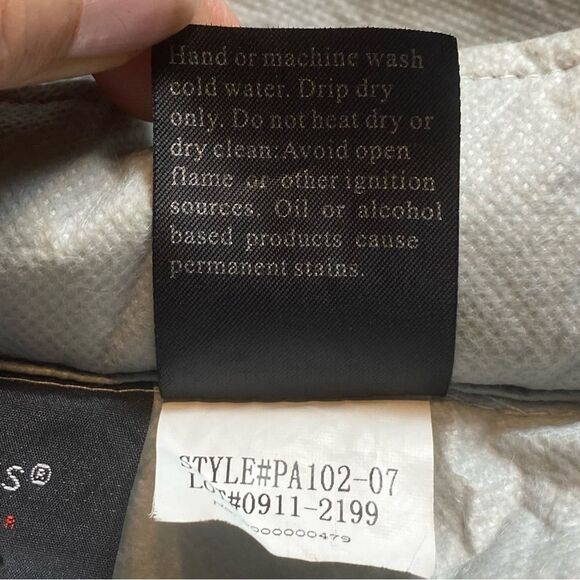 Hand or machine wash
cold water. Drip dry
only. Do not heat dry or
dry clean:Avoid open
flame or other ignition
sources. Oil or alcohol
based products cause
permanent stains.
S®
R
STYLE#PA102-07
LOT#0911-2199
000000479